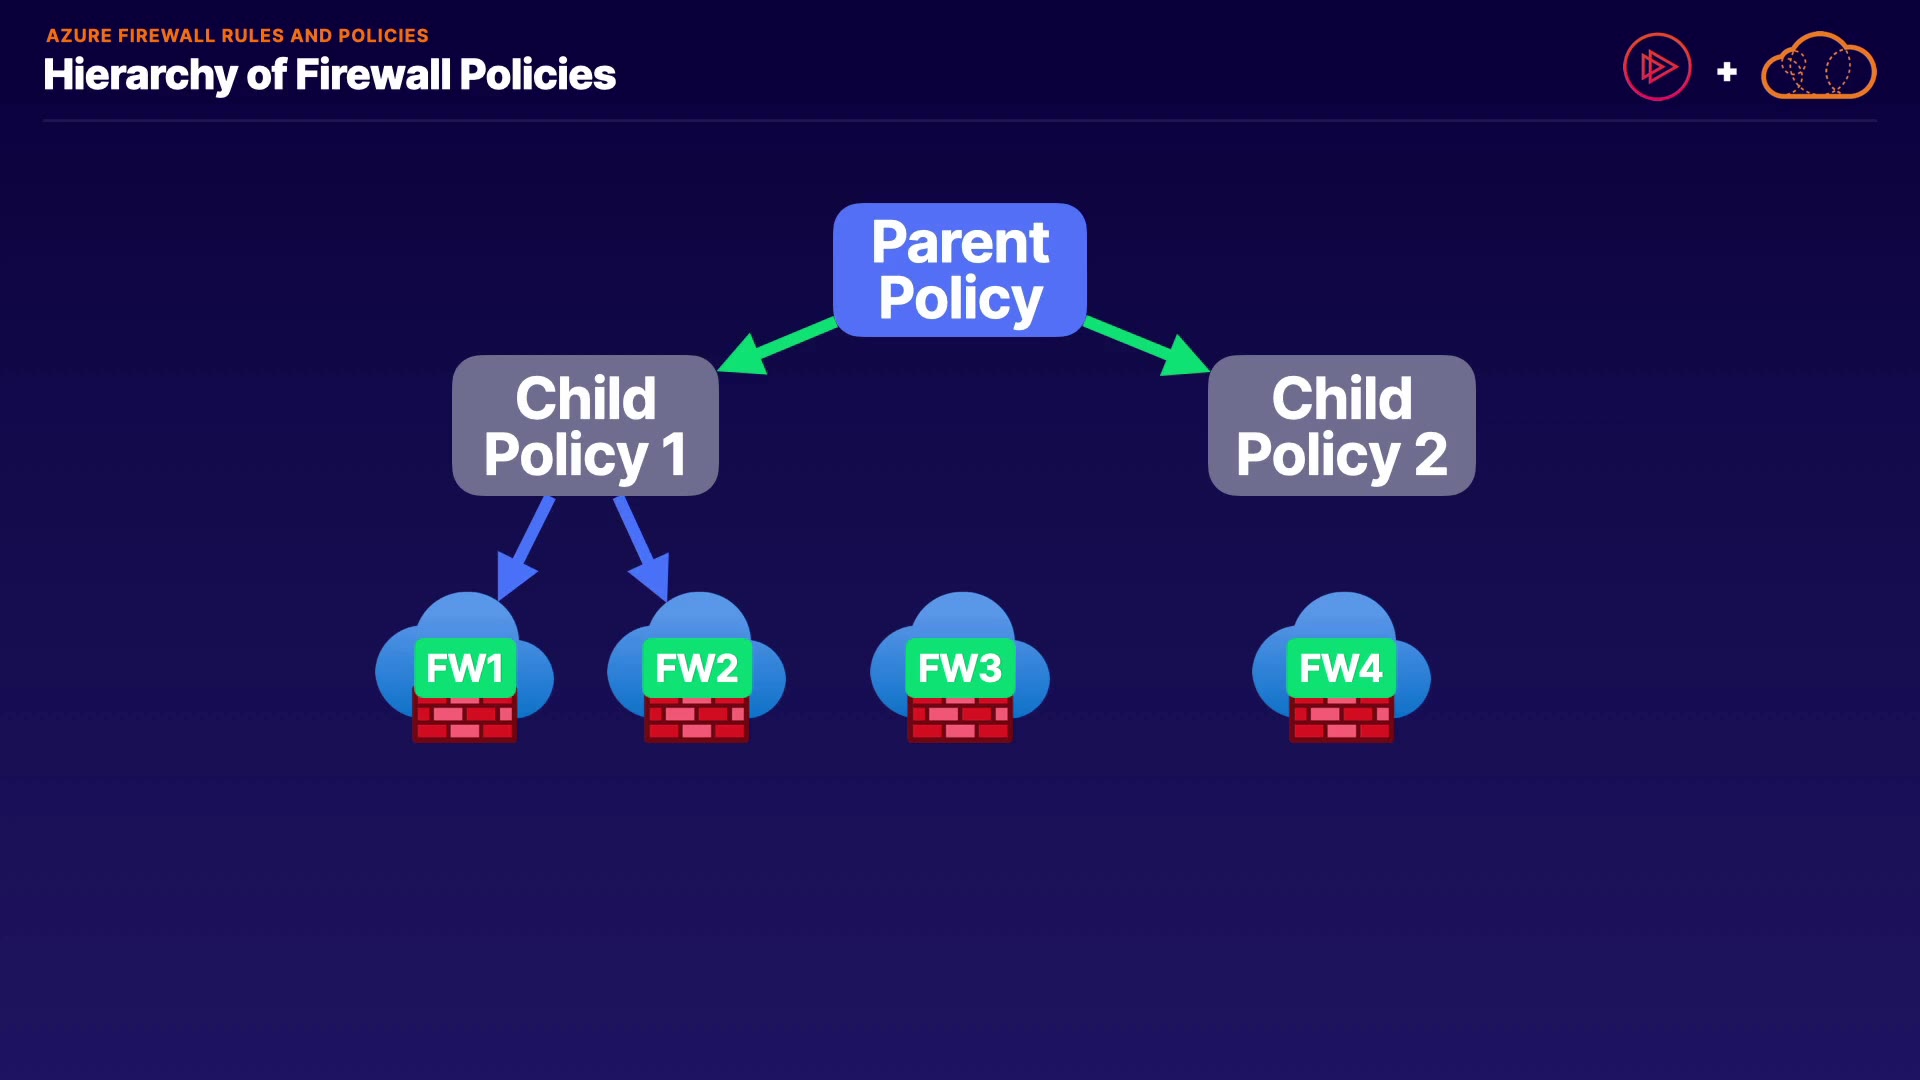 AZURE FIREWALL RULES AND POLICIES
Hierarchy of Firewall Policies
+
Parent
Policy
Child
Policy 1
Child
Policy 2
FW1
FW2
FW3
FW4